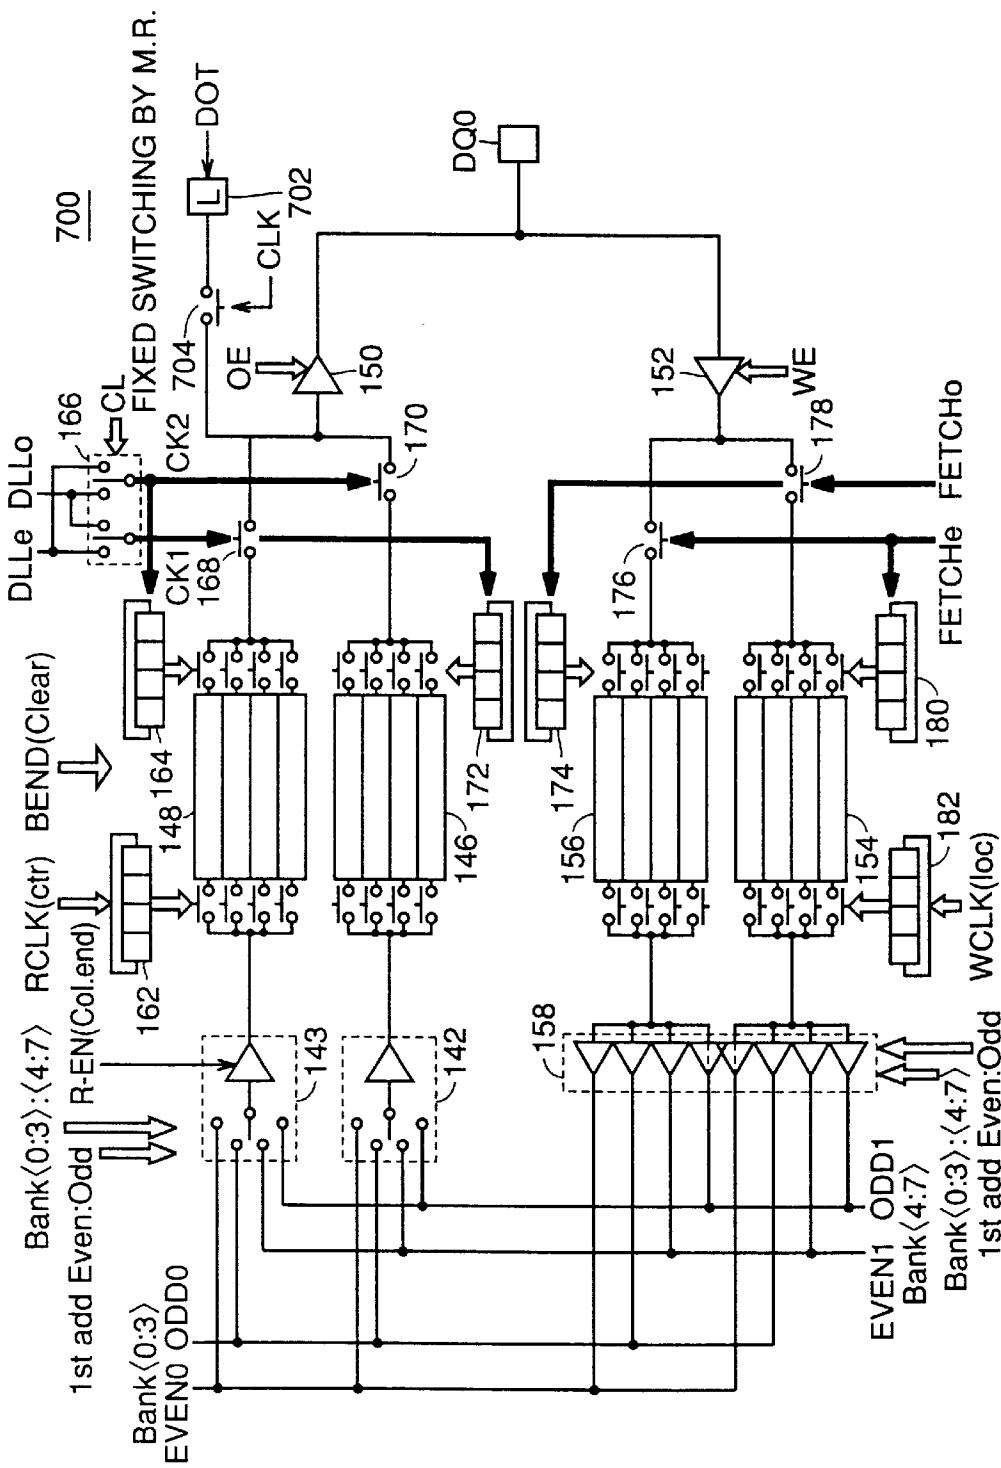 700
FIXED SWITCHING BY M.R.
DLLe DLLo
166
CL
CK1
CK2
DOT
L
702
704
CLK
OE
150
DQ0
168
170
BEND(Clear)
164
148
RCLK(ctr)
162
146
172
R-EN(Col.end)
Bank⟨0:3⟩:⟨4:7⟩
1st add Even:Odd
143
142
Bank⟨0:3⟩
EVEN0 ODD0
152
WE
176
178
174
156
154
180
182
158
FETCHe
FETCHo
WCLK(loc)
EVEN1 ODD1
Bank⟨4:7⟩
Bank⟨0:3⟩:⟨4:7⟩
1st add Even:Odd